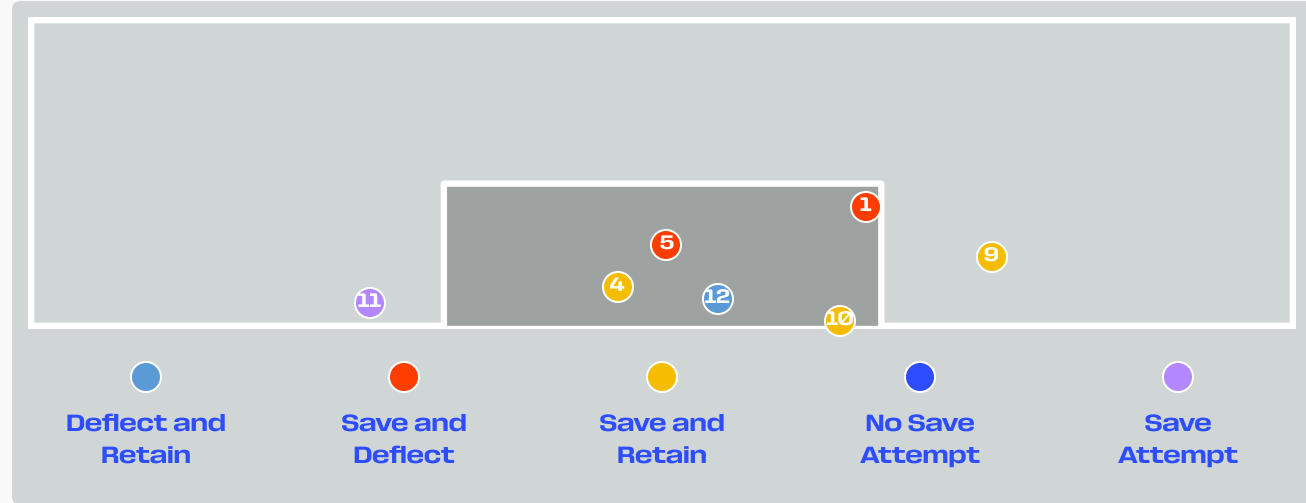 1
5
9
4
12
11
10
Deflect and
Retain
Save and
Deflect
Save and
Retain
No Save
Attempt
Save
Attempt